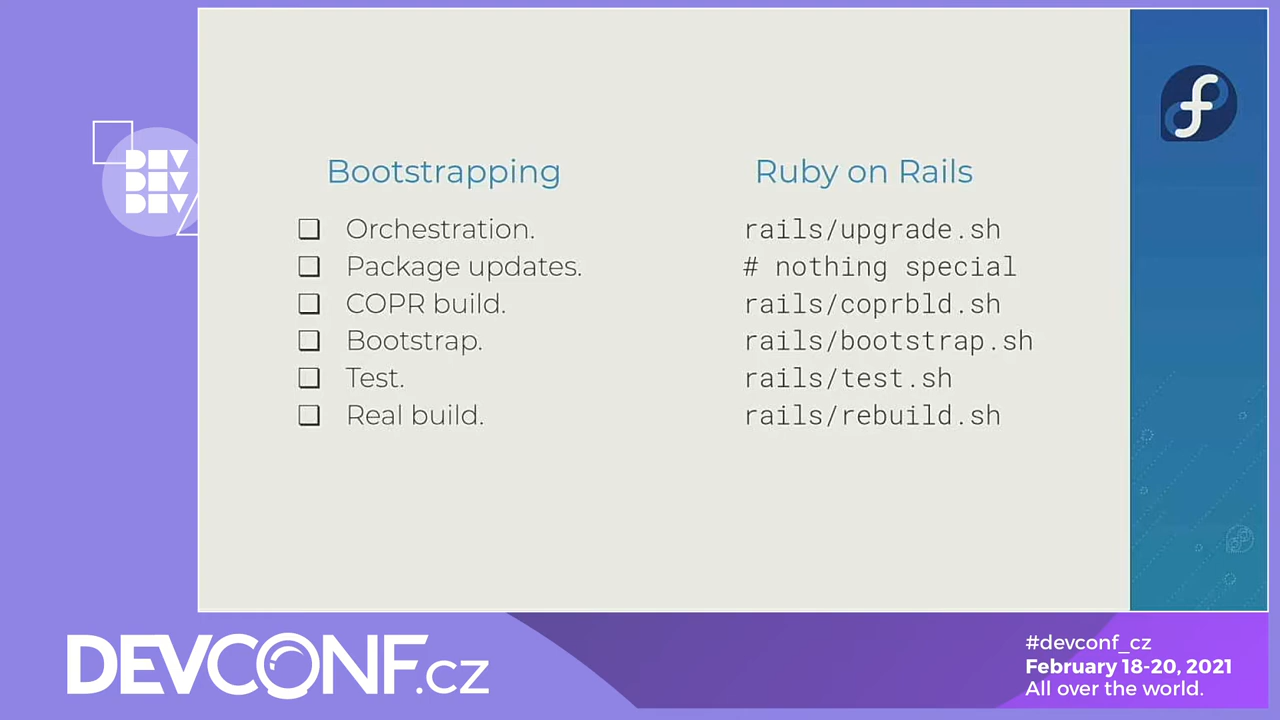 DEV
DEV
DEV
Bootstrapping
❏ Orchestration.
❏ Package updates.
❏ COPR build.
❏ Bootstrap.
❏ Test.
❏ Real build.
Ruby on Rails
rails/upgrade.sh
# nothing special
rails/coprbld.sh
rails/bootstrap.sh
rails/test.sh
rails/rebuild.sh
DEVCONF.cz
#devconf_cz
February 18-20, 2021
All over the world.